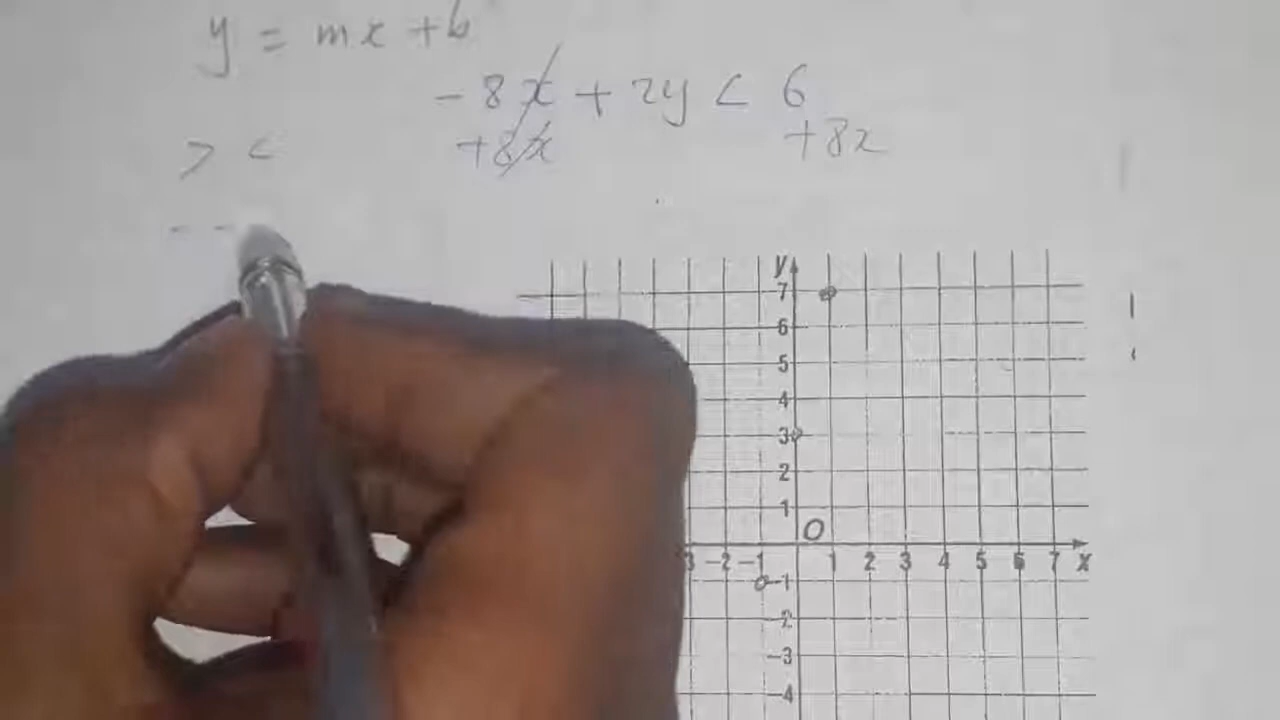 y = mx + b
-8x + 2y < 6
+8x +8x
> <
- -
y
7
6
5
4
3
2
1
O
3 -2 -1 1 2 3 4 5 6 7 x
-1
-2
-3
-4